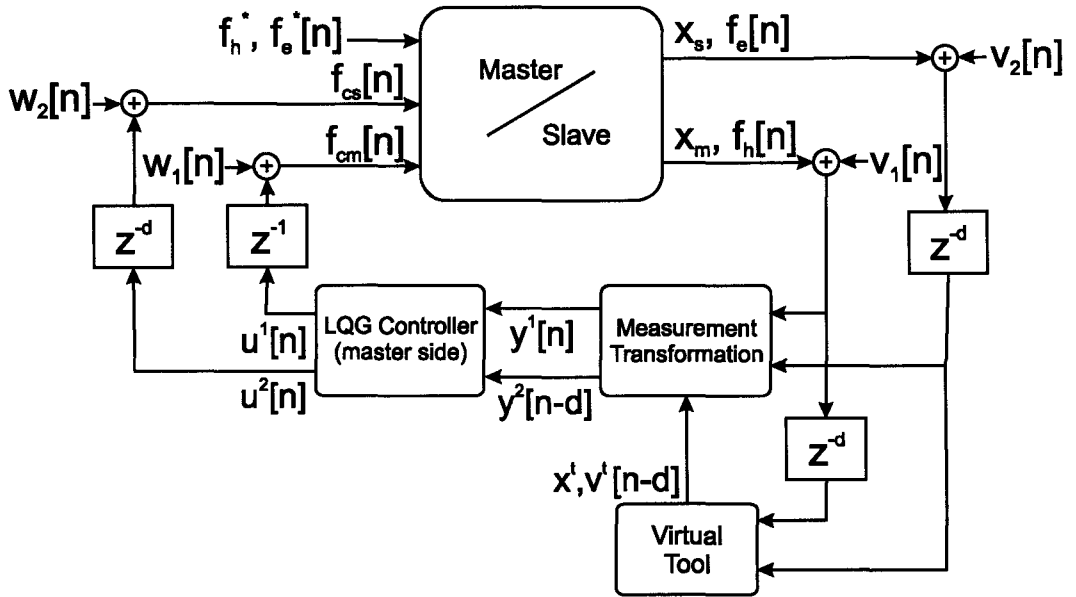 f_h^*, f_e^*[n]
x_s, f_e[n]
v_2[n]
Master
Slave
f_cs[n]
w_2[n]
f_cm[n]
w_1[n]
x_m, f_h[n]
v_1[n]
z^-d
z^-1
z^-d
LQG Controller
(master side)
y^1[n]
y^2[n-d]
Measurement
Transformation
u^1[n]
u^2[n]
z^-d
x^t,v^t[n-d]
Virtual
Tool